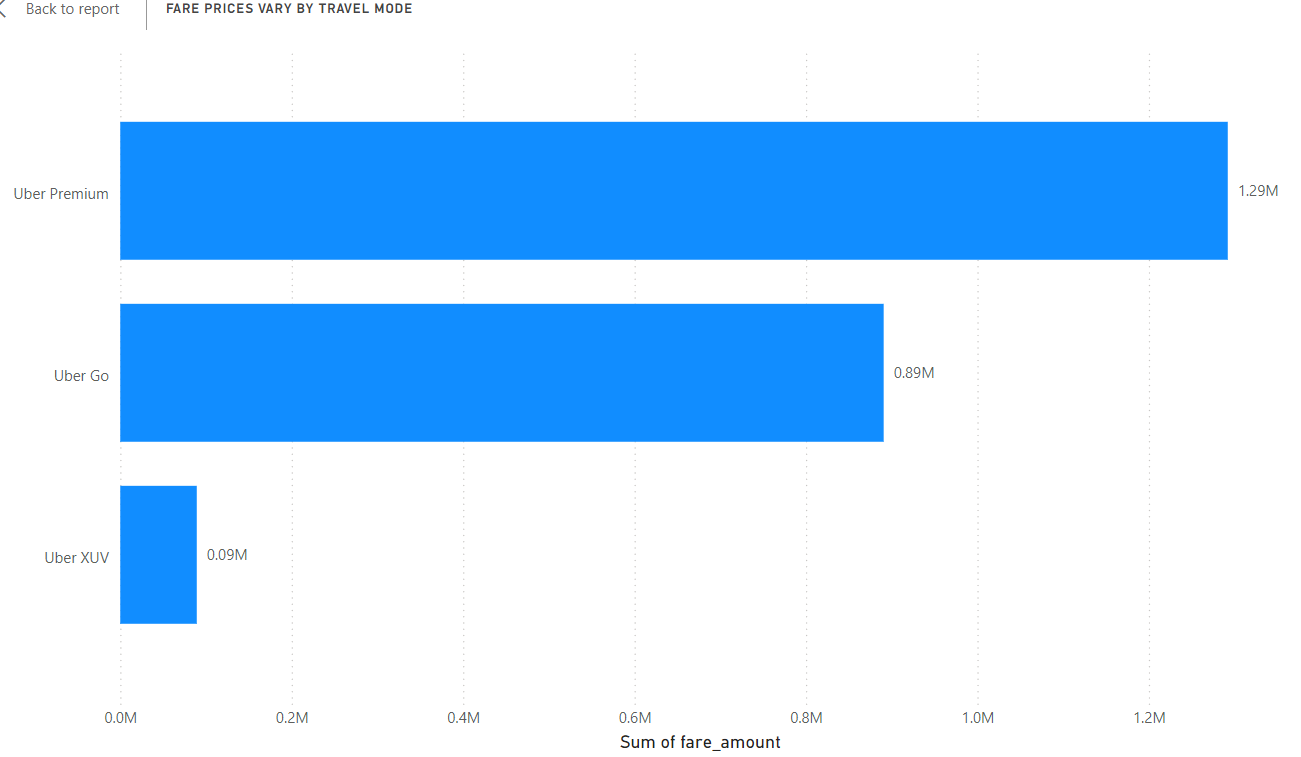 Back to report
FARE PRICES VARY BY TRAVEL MODE
Uber Premium
1.29M
Uber Go
0.89M
Uber XUV
0.09M
0.0M 0.2M 0.4M 0.6M 0.8M 1.0M 1.2M
Sum of fare_amount